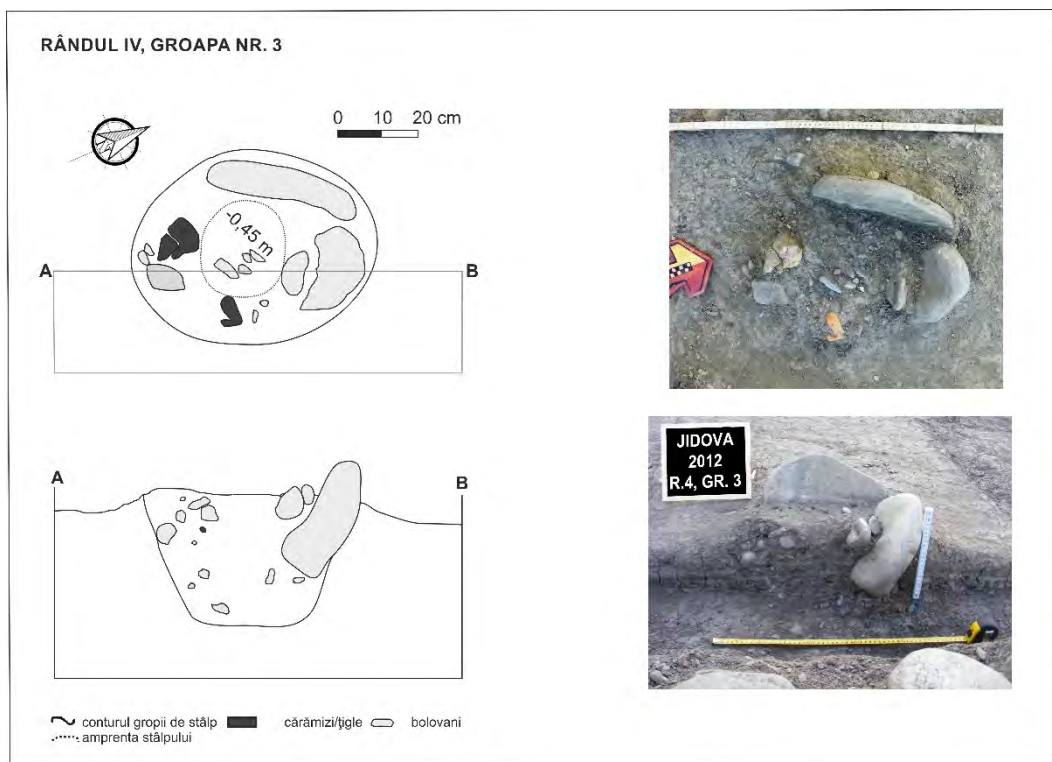 RÂNDUL IV, GROAPA NR. 3
0 10 20 cm
-0,45 m
A B
A B
JIDOVA
2012
R.4, GR. 3
conturul gropii de stâlp cărămizi/ţigle bolovani
amprenta stâlpului